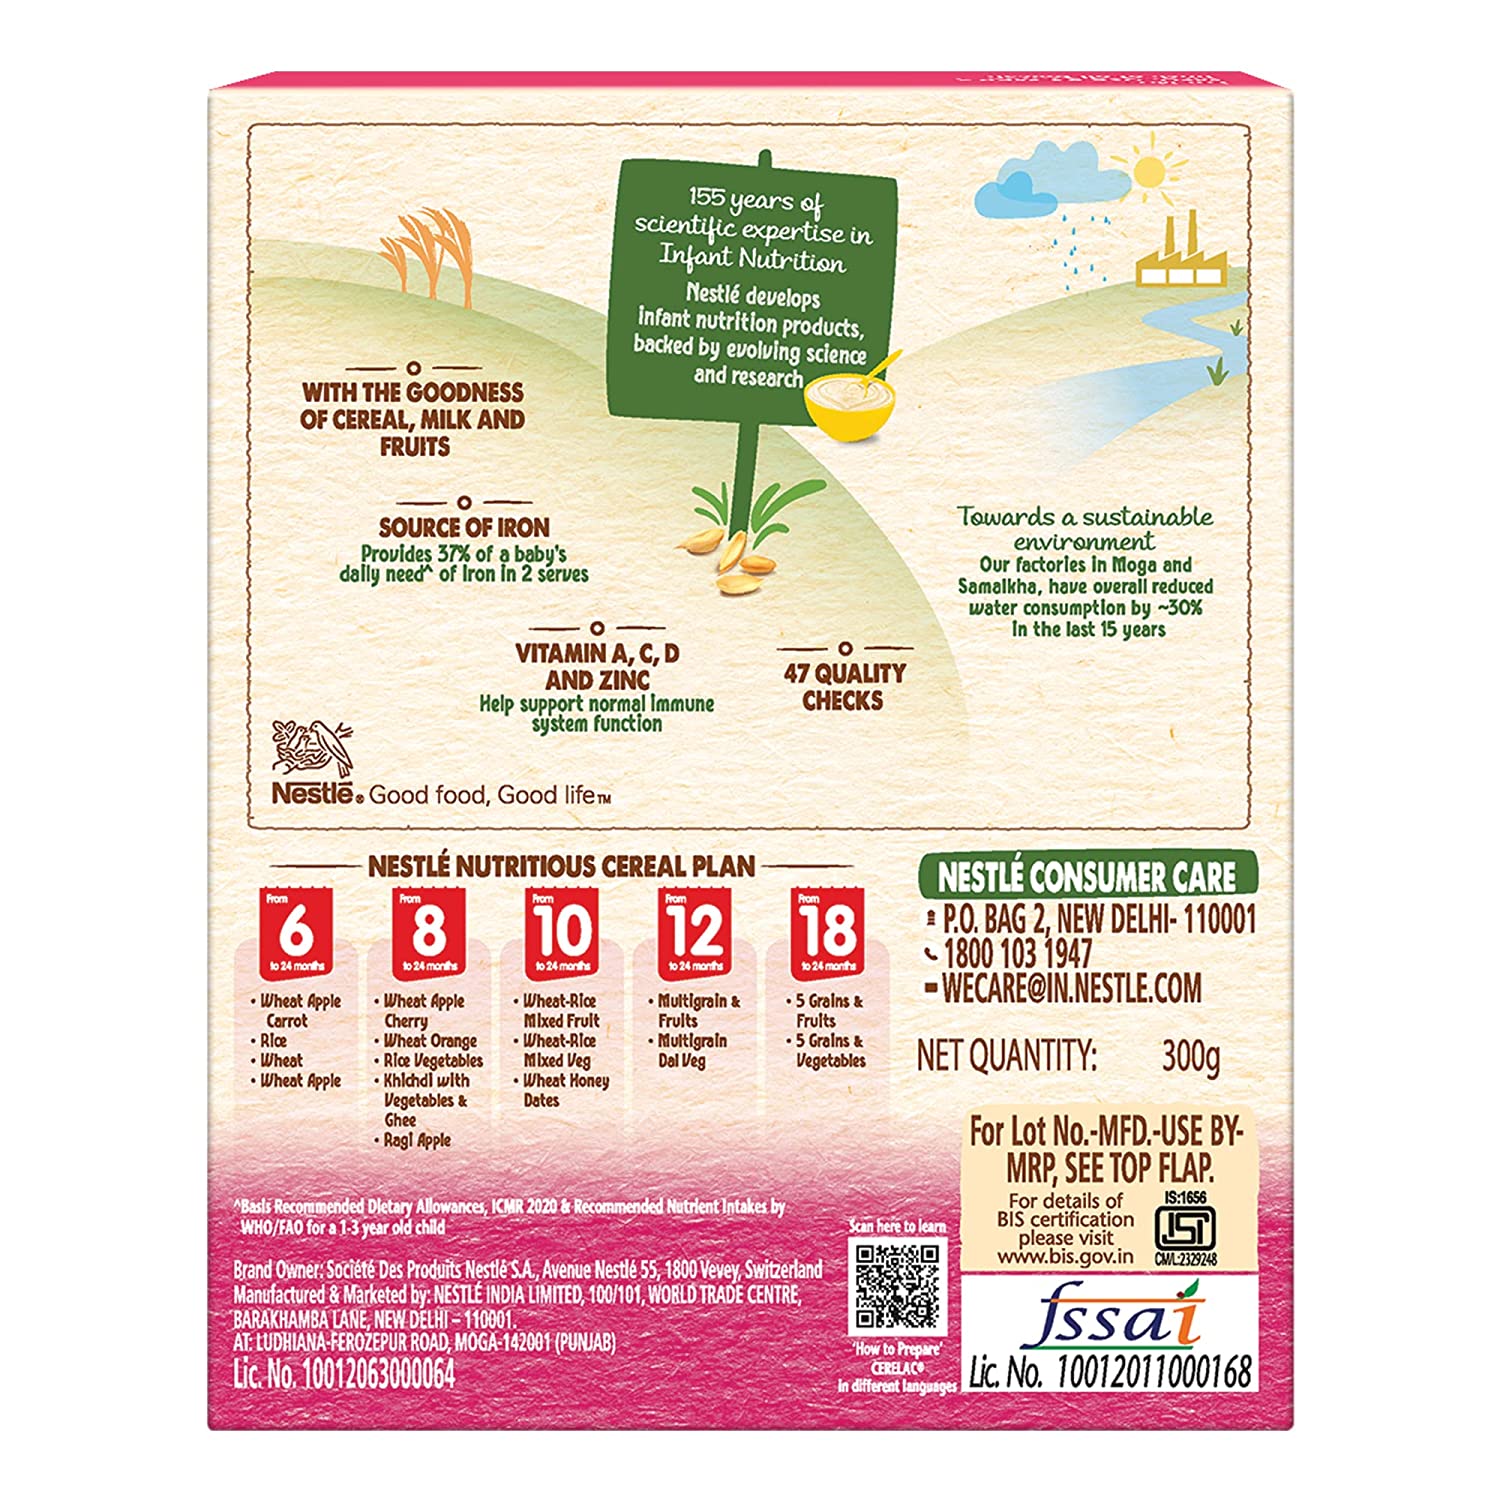 155 years of
scientific expertise in
Infant Nutrition
Nestlé develops
infant nutrition products,
backed by evolving science
and research
WITH THE GOODNESS
OF CEREAL, MILK AND
FRUITS
SOURCE OF IRON
Provides 37% of a baby's
daily need^ of Iron in 2 serves
VITAMIN A, C, D
AND ZINC
Help support normal immune
system function
47 QUALITY
CHECKS
Towards a sustainable
environment
Our factories in Moga and
Samalkha, have overall reduced
water consumption by ~30%
in the last 15 years
Nestlé® Good food, Good life™
NESTLÉ NUTRITIOUS CEREAL PLAN
From
6
to 24 months
• Wheat Apple
Carrot
• Rice
• Wheat
• Wheat Apple
From
8
to 24 months
• Wheat Apple
Cherry
• Wheat Orange
• Rice Vegetables
• Khichdi with
Vegetables &
Ghee
• Ragi Apple
From
10
to 24 months
• Wheat-Rice
Mixed Fruit
• Wheat-Rice
Mixed Veg
• Wheat Honey
Dates
From
12
to 24 months
• Multigrain &
Fruits
• Multigrain
Dal Veg
From
18
to 24 months
• 5 Grains &
Fruits
• 5 Grains &
Vegetables
NESTLÉ CONSUMER CARE
P.O. BAG 2, NEW DELHI- 110001
1800 103 1947
WECARE@IN.NESTLE.COM
NET QUANTITY: 300g
For Lot No.-MFD.-USE BY-
MRP, SEE TOP FLAP.
For details of
BIS certification
please visit
www.bis.gov.in
IS:1656
ISI
CM/L:2329248
^Basis Recommended Dietary Allowances, ICMR 2020 & Recommended Nutrient Intakes by
WHO/FAO for a 1-3 year old child
Brand Owner: Société Des Produits Nestlé S.A., Avenue Nestlé 55, 1800 Vevey, Switzerland
Manufactured & Marketed by: NESTLÉ INDIA LIMITED, 100/101, WORLD TRADE CENTRE,
BARAKHAMBA LANE, NEW DELHI – 110001.
AT: LUDHIANA-FEROZEPUR ROAD, MOGA-142001 (PUNJAB)
Lic. No. 10012063000064
Scan here to learn
'How to Prepare'
CERELAC®
in different languages
fssai
Lic. No. 10012011000168